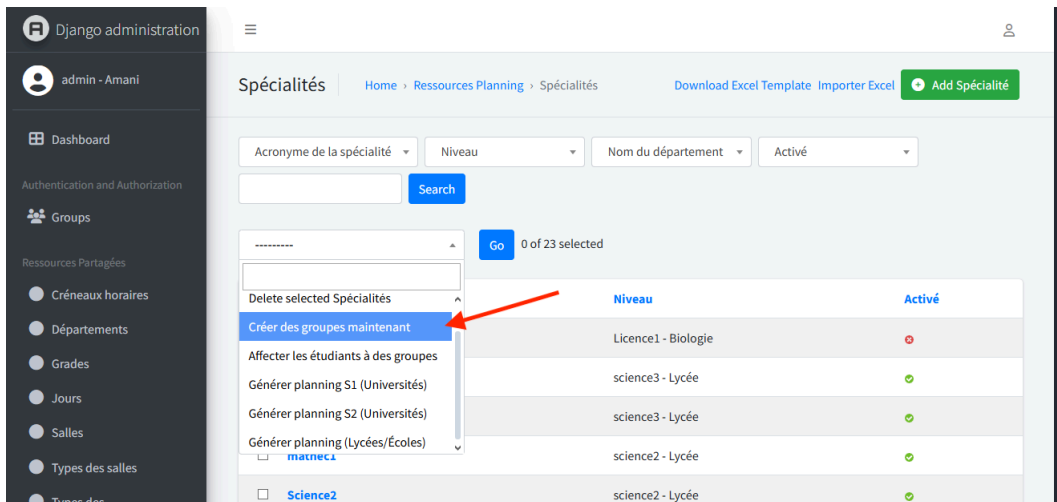 Django administration
admin - Amani
Dashboard
Authentication and Authorization
Groups
Ressources Partagées
Créneaux horaires
Départements
Grades
Jours
Salles
Types des salles
Types des
Spécialités
Home › Ressources Planning › Spécialités
Download Excel Template Importer Excel Add Spécialité
Acronyme de la spécialité Niveau Nom du département Activé
Search
--------- Go 0 of 23 selected
Delete selected Spécialités
Créer des groupes maintenant
Affecter les étudiants à des groupes
Générer planning S1 (Universités)
Générer planning S2 (Universités)
Générer planning (Lycées/Écoles)
Niveau Activé
Licence1 - Biologie
science3 - Lycée
science3 - Lycée
science2 - Lycée
Science2 science2 - Lycée